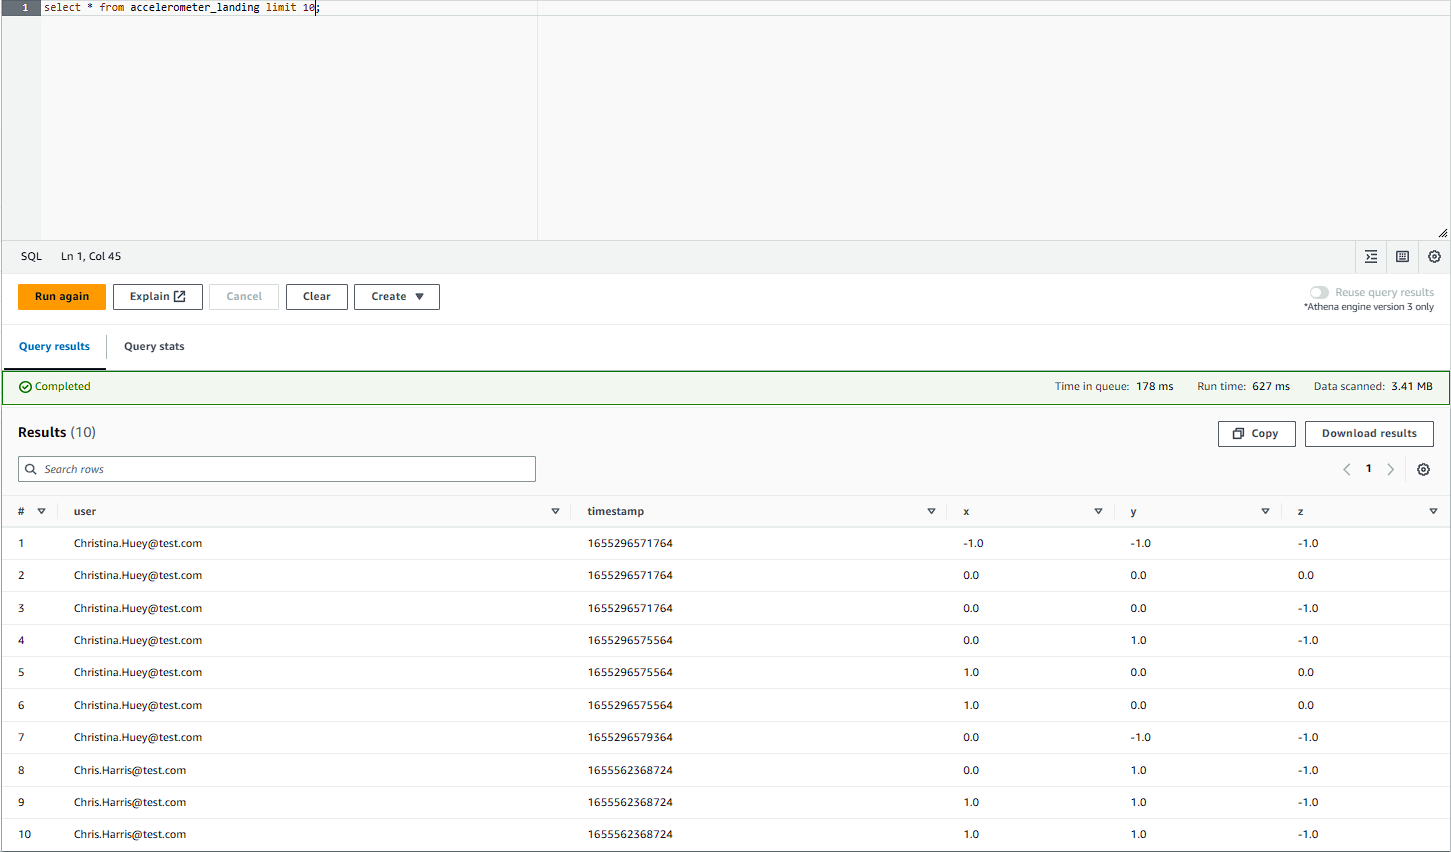 1 select * from accelerometer_landing limit 10;
SQL Ln 1, Col 45
Run again Explain Cancel Clear Create Reuse query results
*Athena engine version 3 only
Query results Query stats
Completed Time in queue: 178 ms Run time: 627 ms Data scanned: 3.41 MB
Results (10) Copy Download results
Search rows 1
# user timestamp x y z
1 Christina.Huey@test.com 1655296571764 -1.0 -1.0 -1.0
2 Christina.Huey@test.com 1655296571764 0.0 0.0 0.0
3 Christina.Huey@test.com 1655296571764 0.0 0.0 -1.0
4 Christina.Huey@test.com 1655296575564 0.0 1.0 -1.0
5 Christina.Huey@test.com 1655296575564 1.0 0.0 0.0
6 Christina.Huey@test.com 1655296575564 1.0 0.0 0.0
7 Christina.Huey@test.com 1655296579364 0.0 -1.0 -1.0
8 Chris.Harris@test.com 1655562368724 0.0 1.0 -1.0
9 Chris.Harris@test.com 1655562368724 1.0 1.0 -1.0
10 Chris.Harris@test.com 1655562368724 1.0 1.0 -1.0